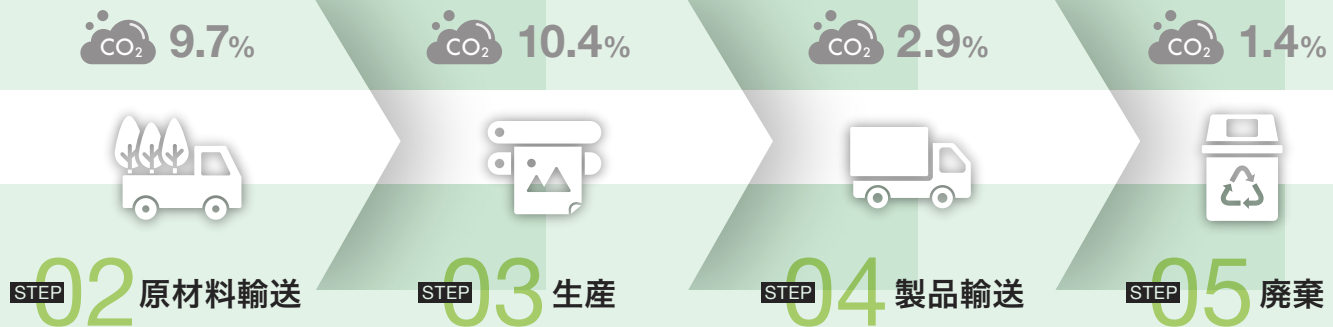 CO₂ 9.7%
CO₂ 10.4%
CO₂ 2.9%
CO₂ 1.4%
STEP 02 原材料輸送
STEP 03 生産
STEP 04 製品輸送
STEP 05 廃棄